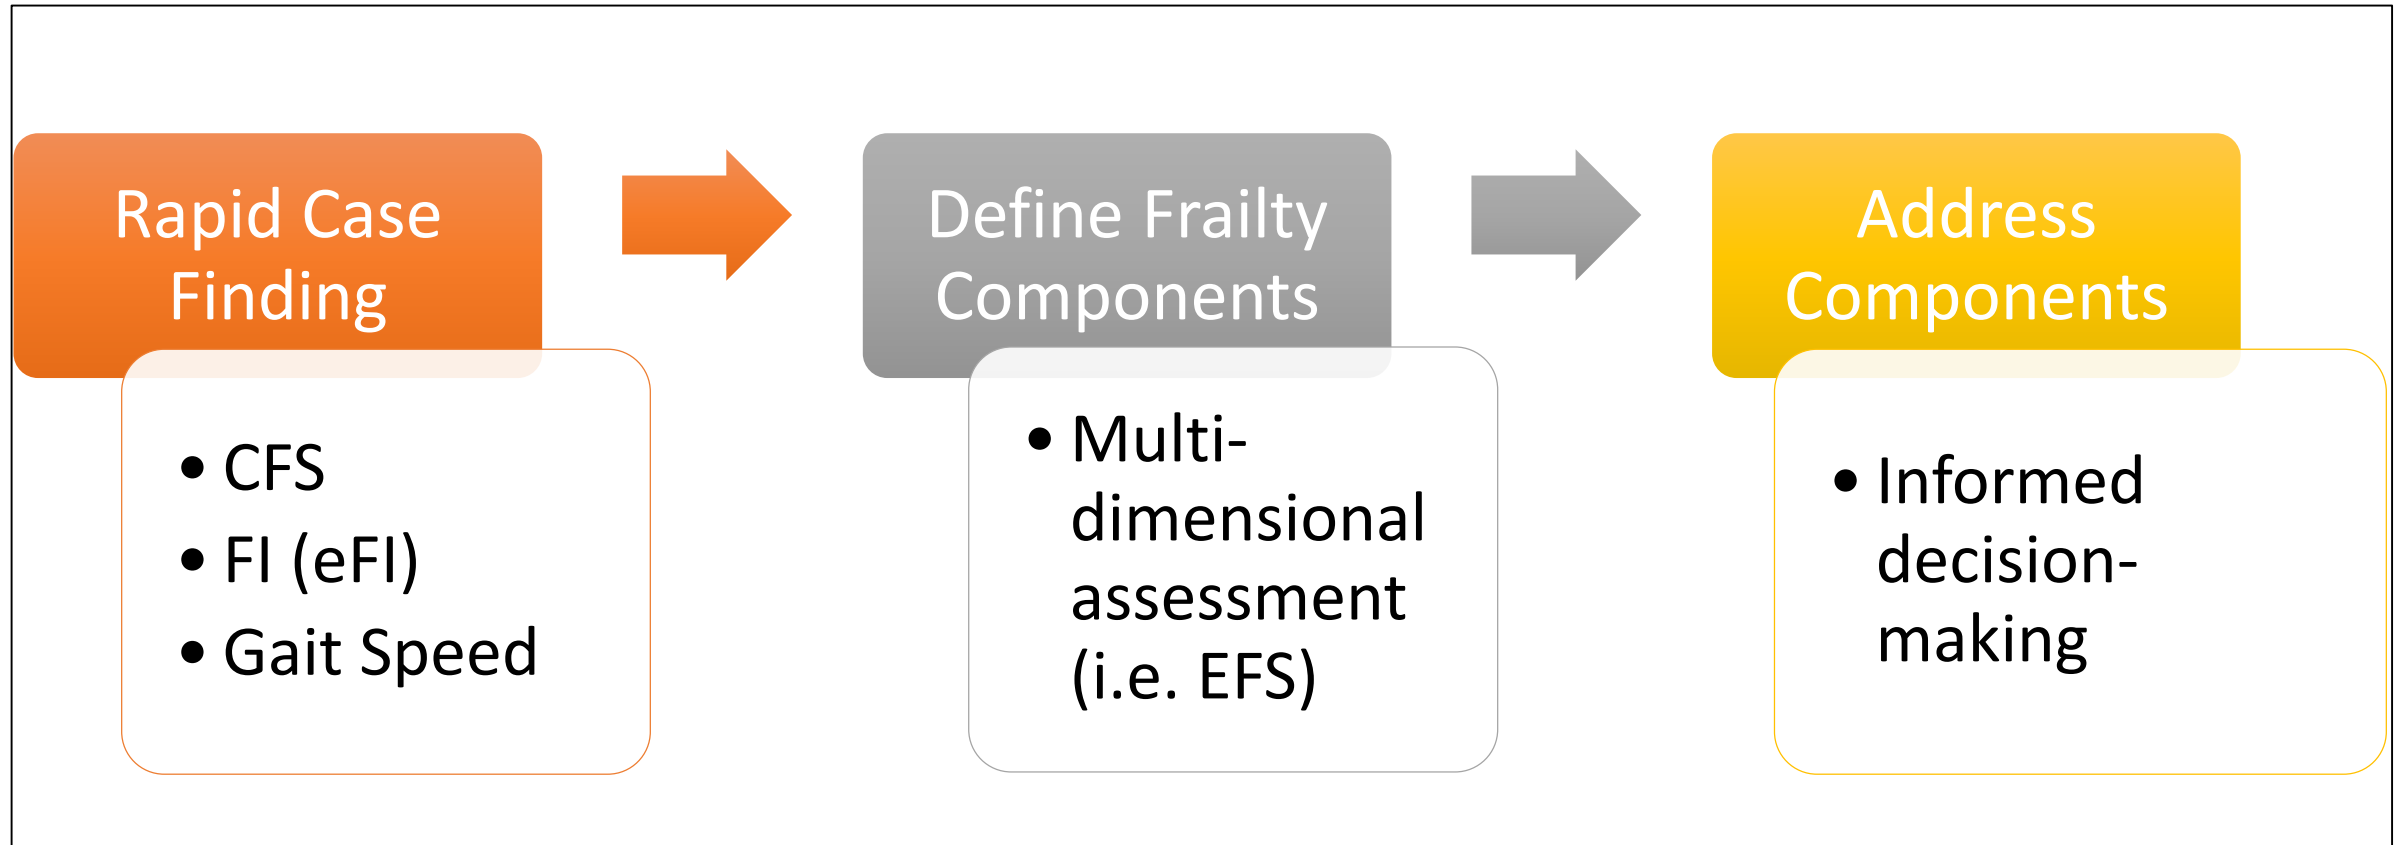 Rapid Case
Finding
• CFS
• FI (eFI)
• Gait Speed
Define Frailty
Components
• Multi-
dimensional
assessment
(i.e. EFS)
Address
Components
• Informed
decision-
making